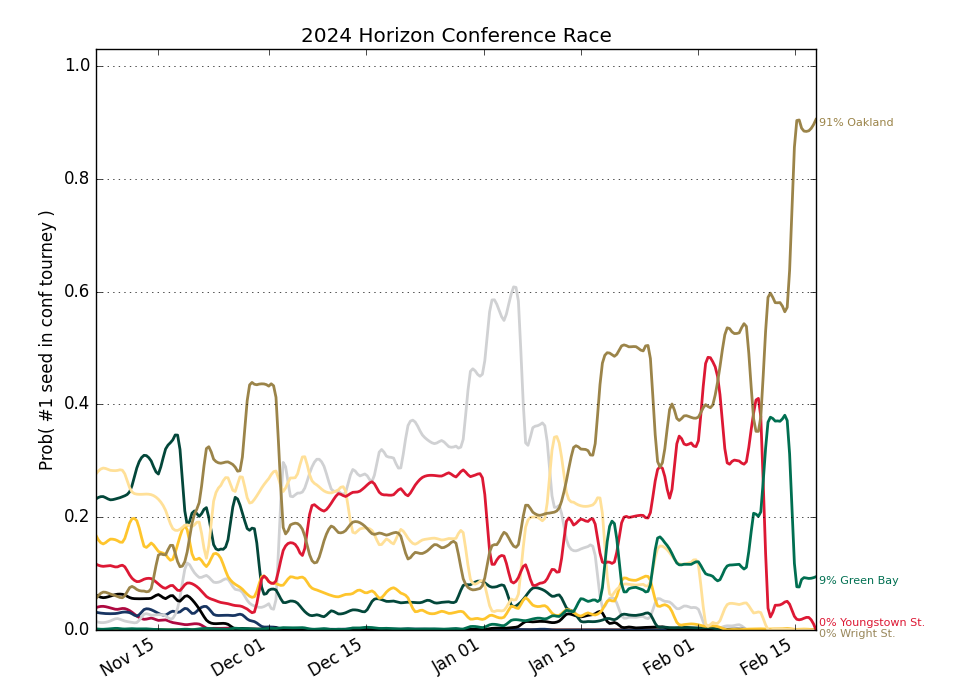 2024 Horizon Conference Race
Prob( #1 seed in conf tourney )
1.0
0.8
0.6
0.4
0.2
0.0
Nov 15
Dec 01
Dec 15
Jan 01
Jan 15
Feb 01
Feb 15
91% Oakland
9% Green Bay
0% Youngstown St.
0% Wright St.